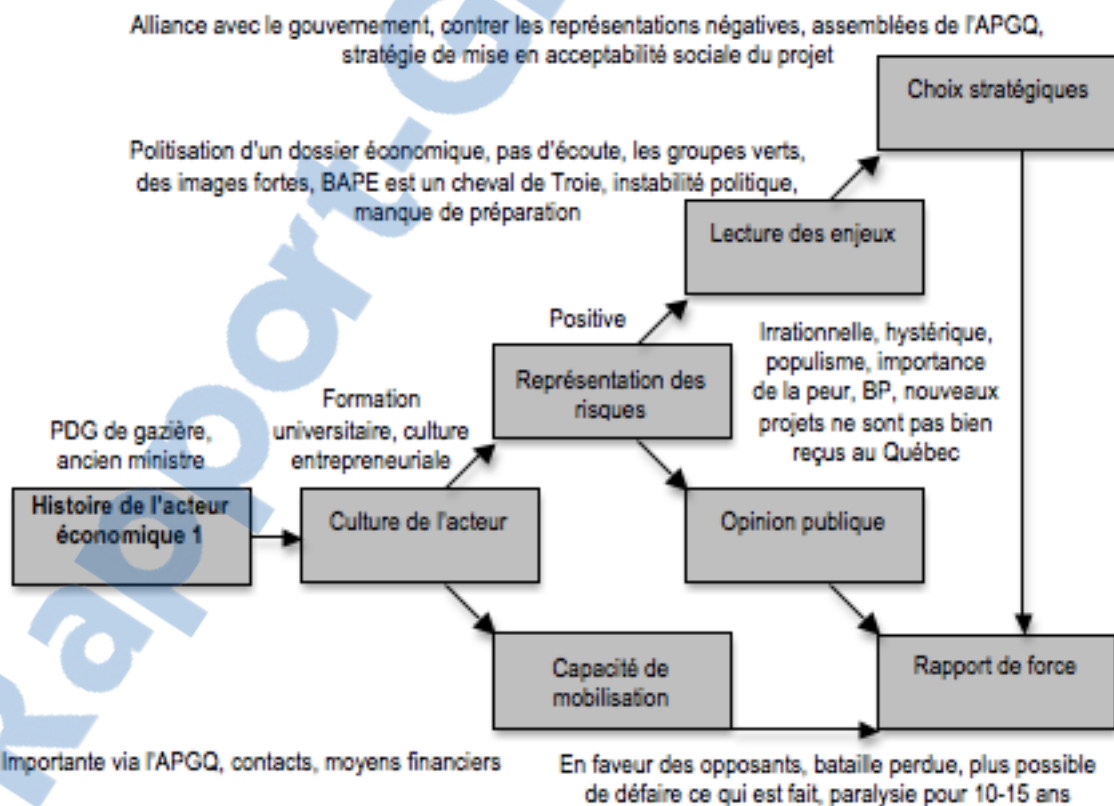 Alliance avec le gouvernement, contrer les représentations négatives, assemblées de l'APGQ,
stratégie de mise en acceptabilité sociale du projet
Choix stratégiques
Politisation d'un dossier économique, pas d'écoute, les groupes verts,
des images fortes, BAPE est un cheval de Troie, instabilité politique,
manque de préparation
Lecture des enjeux
Positive
Irrationnelle, hystérique,
populisme, importance
de la peur, BP, nouveaux
projets ne sont pas bien
reçus au Québec
Représentation des
risques
Formation
universitaire, culture
entrepreneuriale
PDG de gazière,
ancien ministre
Histoire de l'acteur
économique 1
Culture de l'acteur
Opinion publique
Capacité de
mobilisation
Rapport de force
Importante via l'APGQ, contacts, moyens financiers
En faveur des opposants, bataille perdue, plus possible
de défaire ce qui est fait, paralysie pour 10-15 ans
Rapport-G